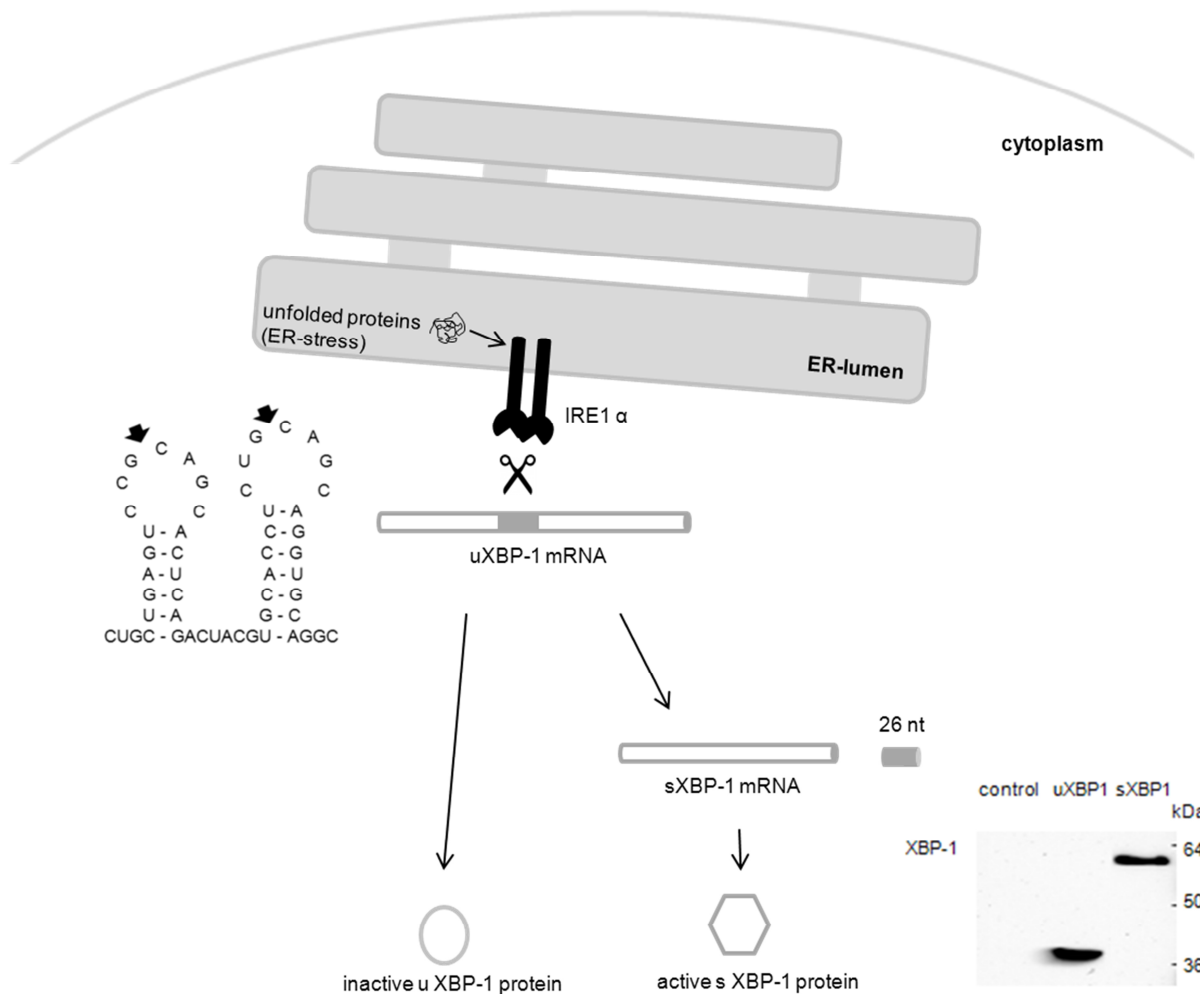 cytoplasm
unfolded proteins
(ER-stress)
ER-lumen
IRE1 α
G C A
C G
C C
U - A
G - C
A - U
G - C
U - A
G C A
U G
C C
U - A
C - G
C - G
A - U
C - G
G - C
CUGC - GACUACGU - AGGC
uXBP-1 mRNA
26 nt
sXBP-1 mRNA
control uXBP1 sXBP1
kDa
XBP-1
64
50
36
inactive u XBP-1 protein
active s XBP-1 protein